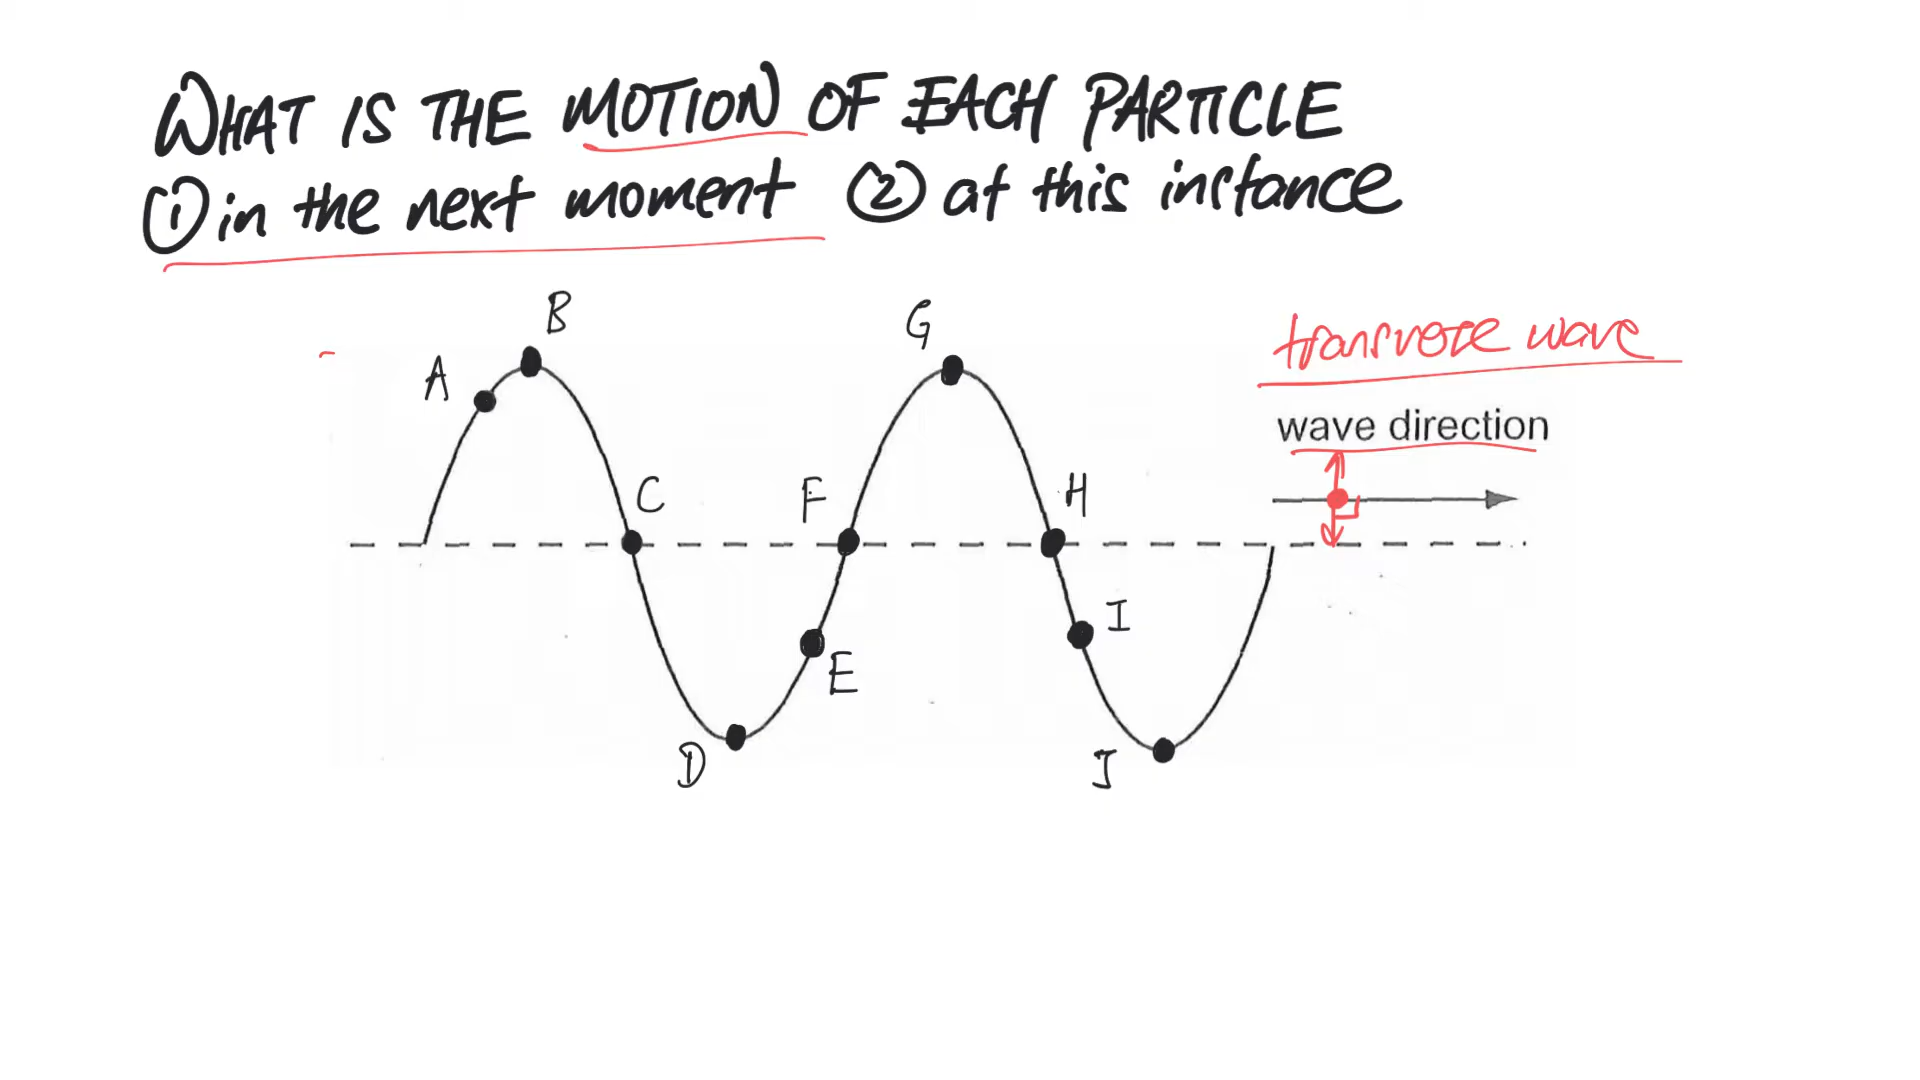 WHAT IS THE MOTION OF EACH PARTICLE
① in the next moment ② at this instance
B
G
A
transverse wave
wave direction
C
F
H
I
E
D
J